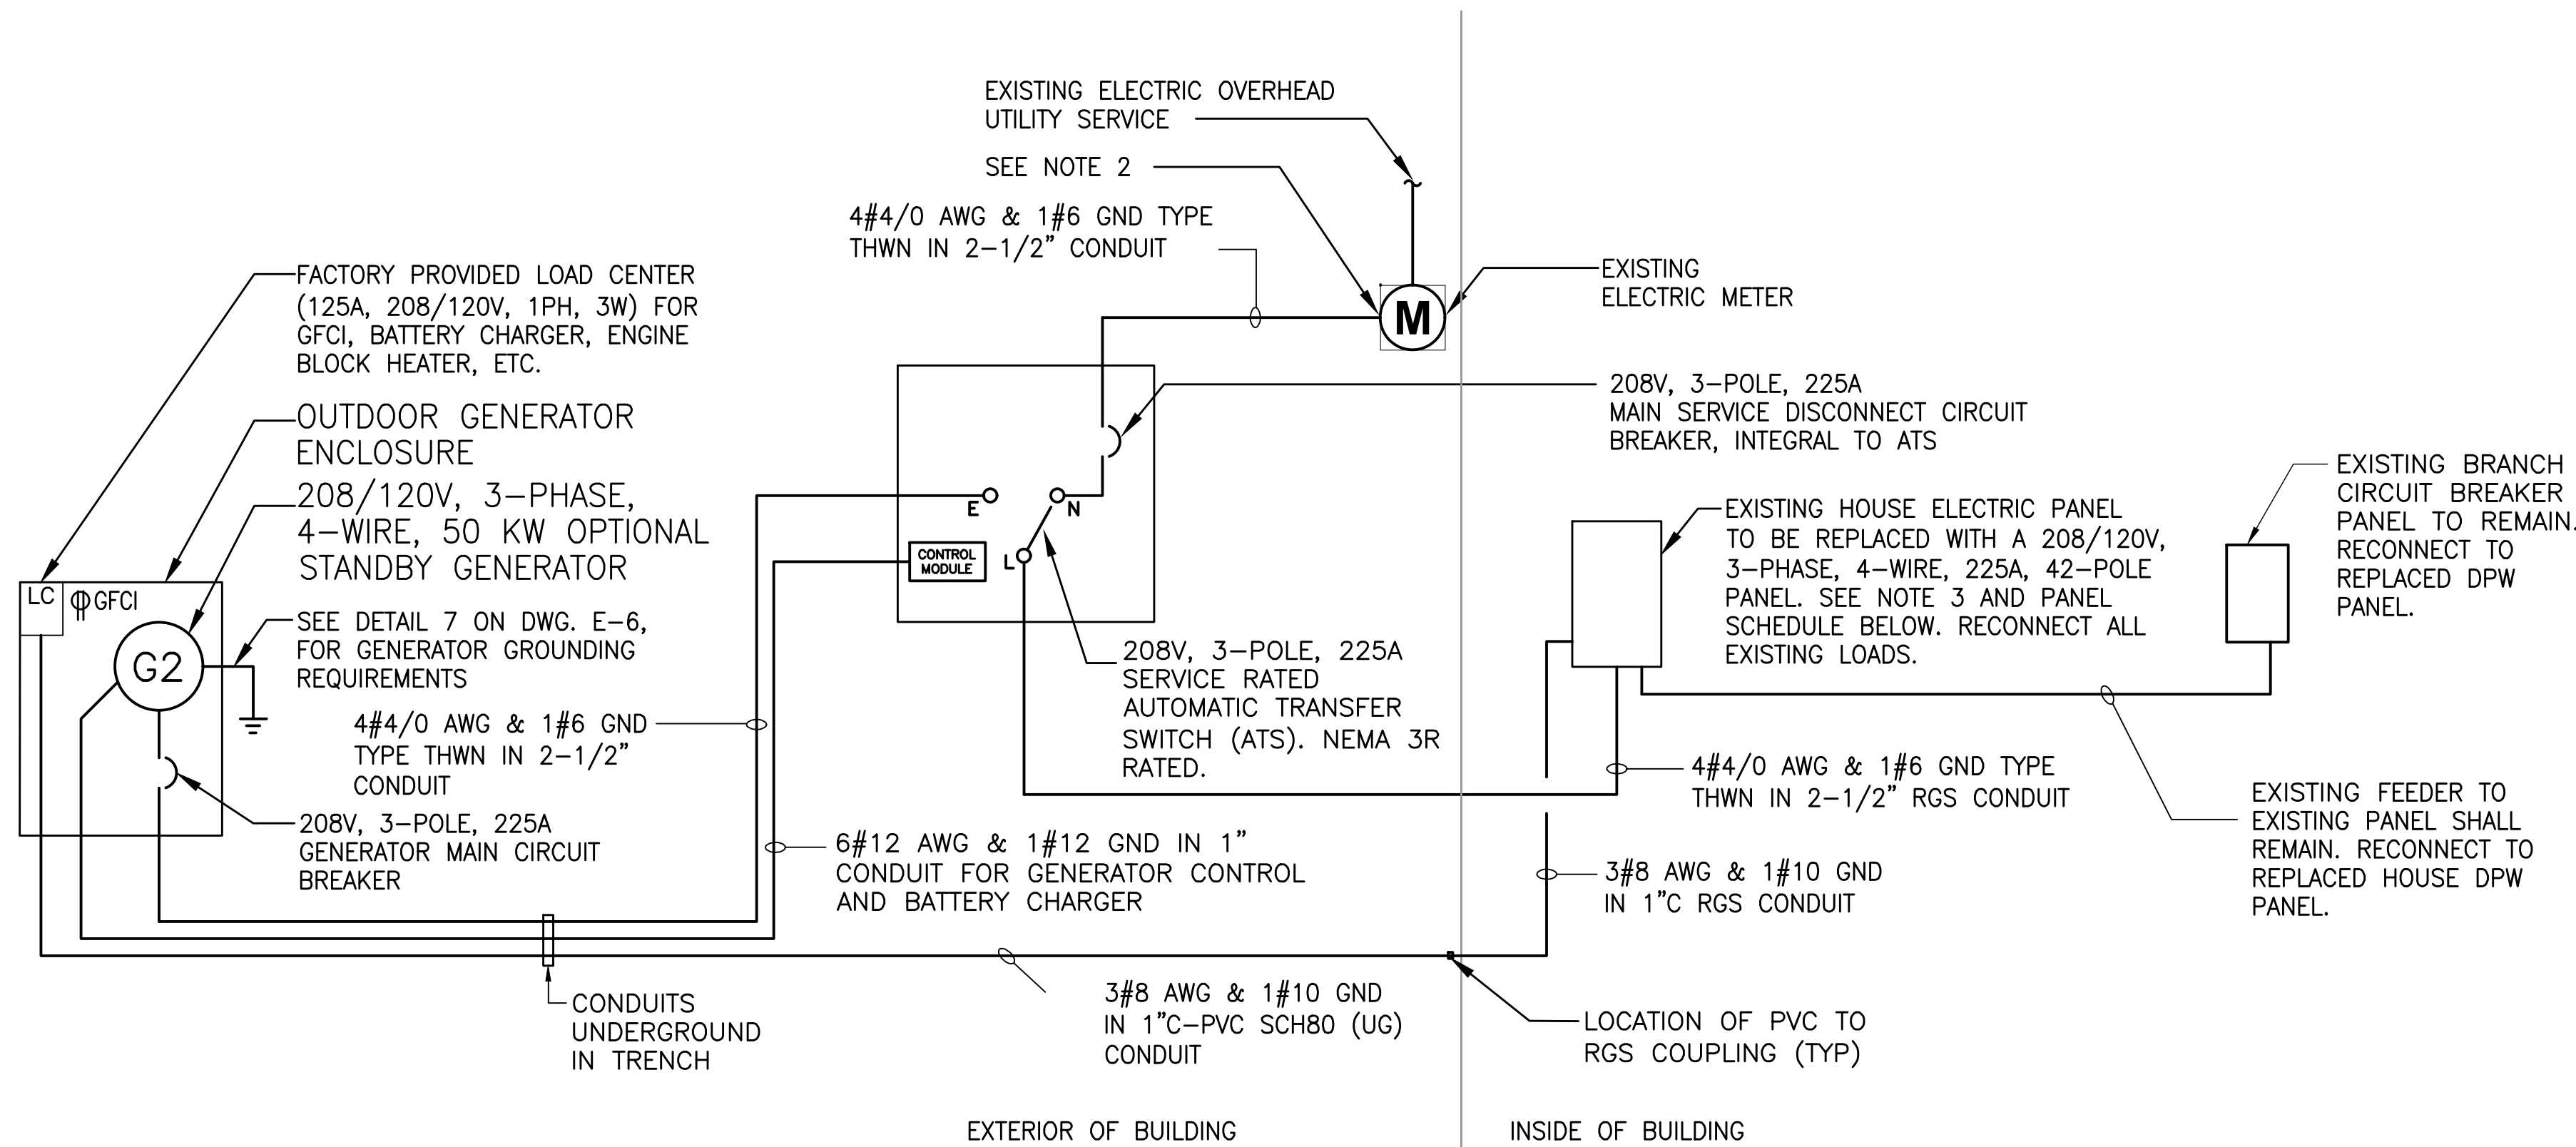 EXISTING ELECTRIC OVERHEAD
UTILITY SERVICE
SEE NOTE 2
4#4/0 AWG & 1#6 GND TYPE
THWN IN 2-1/2" CONDUIT
FACTORY PROVIDED LOAD CENTER
(125A, 208/120V, 1PH, 3W) FOR
GFCI, BATTERY CHARGER, ENGINE
BLOCK HEATER, ETC.
EXISTING
ELECTRIC METER
M
208V, 3-POLE, 225A
MAIN SERVICE DISCONNECT CIRCUIT
BREAKER, INTEGRAL TO ATS
OUTDOOR GENERATOR
ENCLOSURE
208/120V, 3-PHASE,
4-WIRE, 50 KW OPTIONAL
STANDBY GENERATOR
E
N
L
CONTROL
MODULE
EXISTING HOUSE ELECTRIC PANEL
TO BE REPLACED WITH A 208/120V,
3-PHASE, 4-WIRE, 225A, 42-POLE
PANEL. SEE NOTE 3 AND PANEL
SCHEDULE BELOW. RECONNECT ALL
EXISTING LOADS.
EXISTING BRANCH
CIRCUIT BREAKER
PANEL TO REMAIN.
RECONNECT TO
REPLACED DPW
PANEL.
LC
GFCI
G2
SEE DETAIL 7 ON DWG. E-6,
FOR GENERATOR GROUNDING
REQUIREMENTS
4#4/0 AWG & 1#6 GND
TYPE THWN IN 2-1/2"
CONDUIT
208V, 3-POLE, 225A
GENERATOR MAIN CIRCUIT
BREAKER
208V, 3-POLE, 225A
SERVICE RATED
AUTOMATIC TRANSFER
SWITCH (ATS). NEMA 3R
RATED.
4#4/0 AWG & 1#6 GND TYPE
THWN IN 2-1/2" RGS CONDUIT
EXISTING FEEDER TO
EXISTING PANEL SHALL
REMAIN. RECONNECT TO
REPLACED HOUSE DPW
PANEL.
6#12 AWG & 1#12 GND IN 1"
CONDUIT FOR GENERATOR CONTROL
AND BATTERY CHARGER
3#8 AWG & 1#10 GND
IN 1"C RGS CONDUIT
CONDUITS
UNDERGROUND
IN TRENCH
3#8 AWG & 1#10 GND
IN 1"C-PVC SCH80 (UG)
CONDUIT
LOCATION OF PVC TO
RGS COUPLING (TYP)
EXTERIOR OF BUILDING
INSIDE OF BUILDING